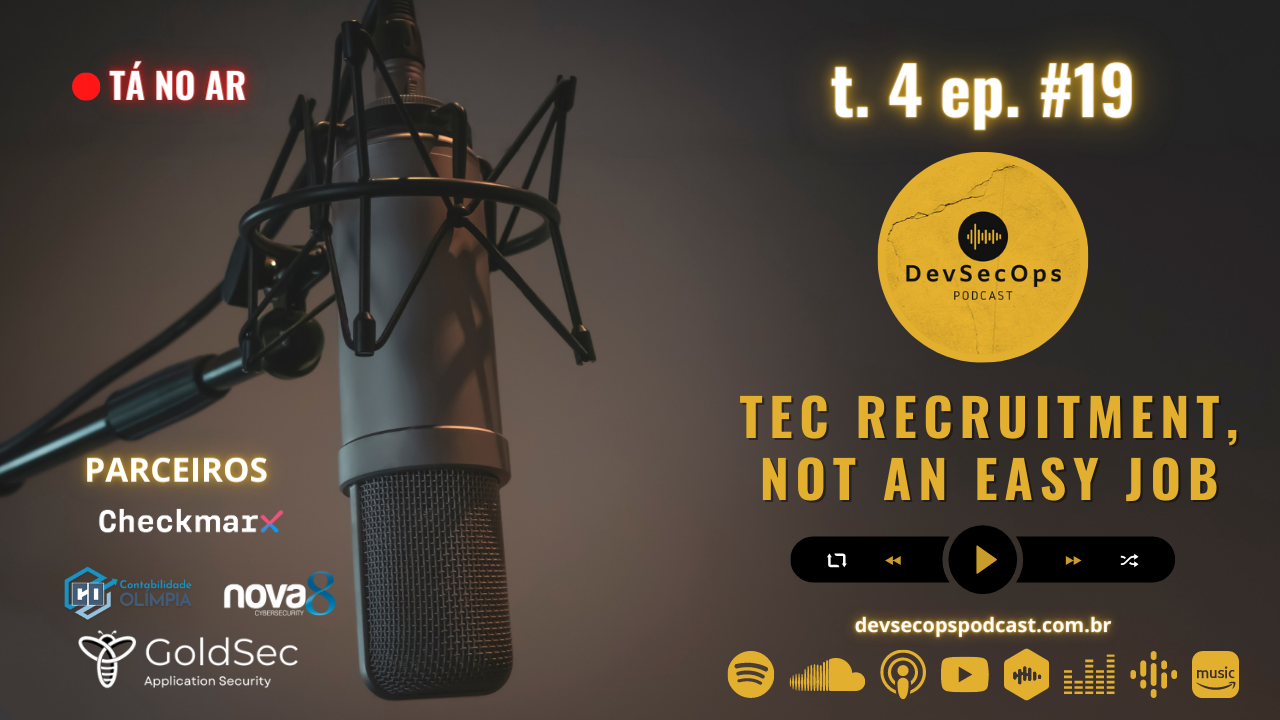 TÁ NO AR
t. 4 ep. #19
DevSecOps
PODCAST
TEC RECRUITMENT,
NOT AN EASY JOB
devsecopspodcast.com.br
music
PARCEIROS
Checkmarx
CO
Contabilidade
OLÍMPIA
nova8
CYBERSECURITY
GoldSec
Application Security